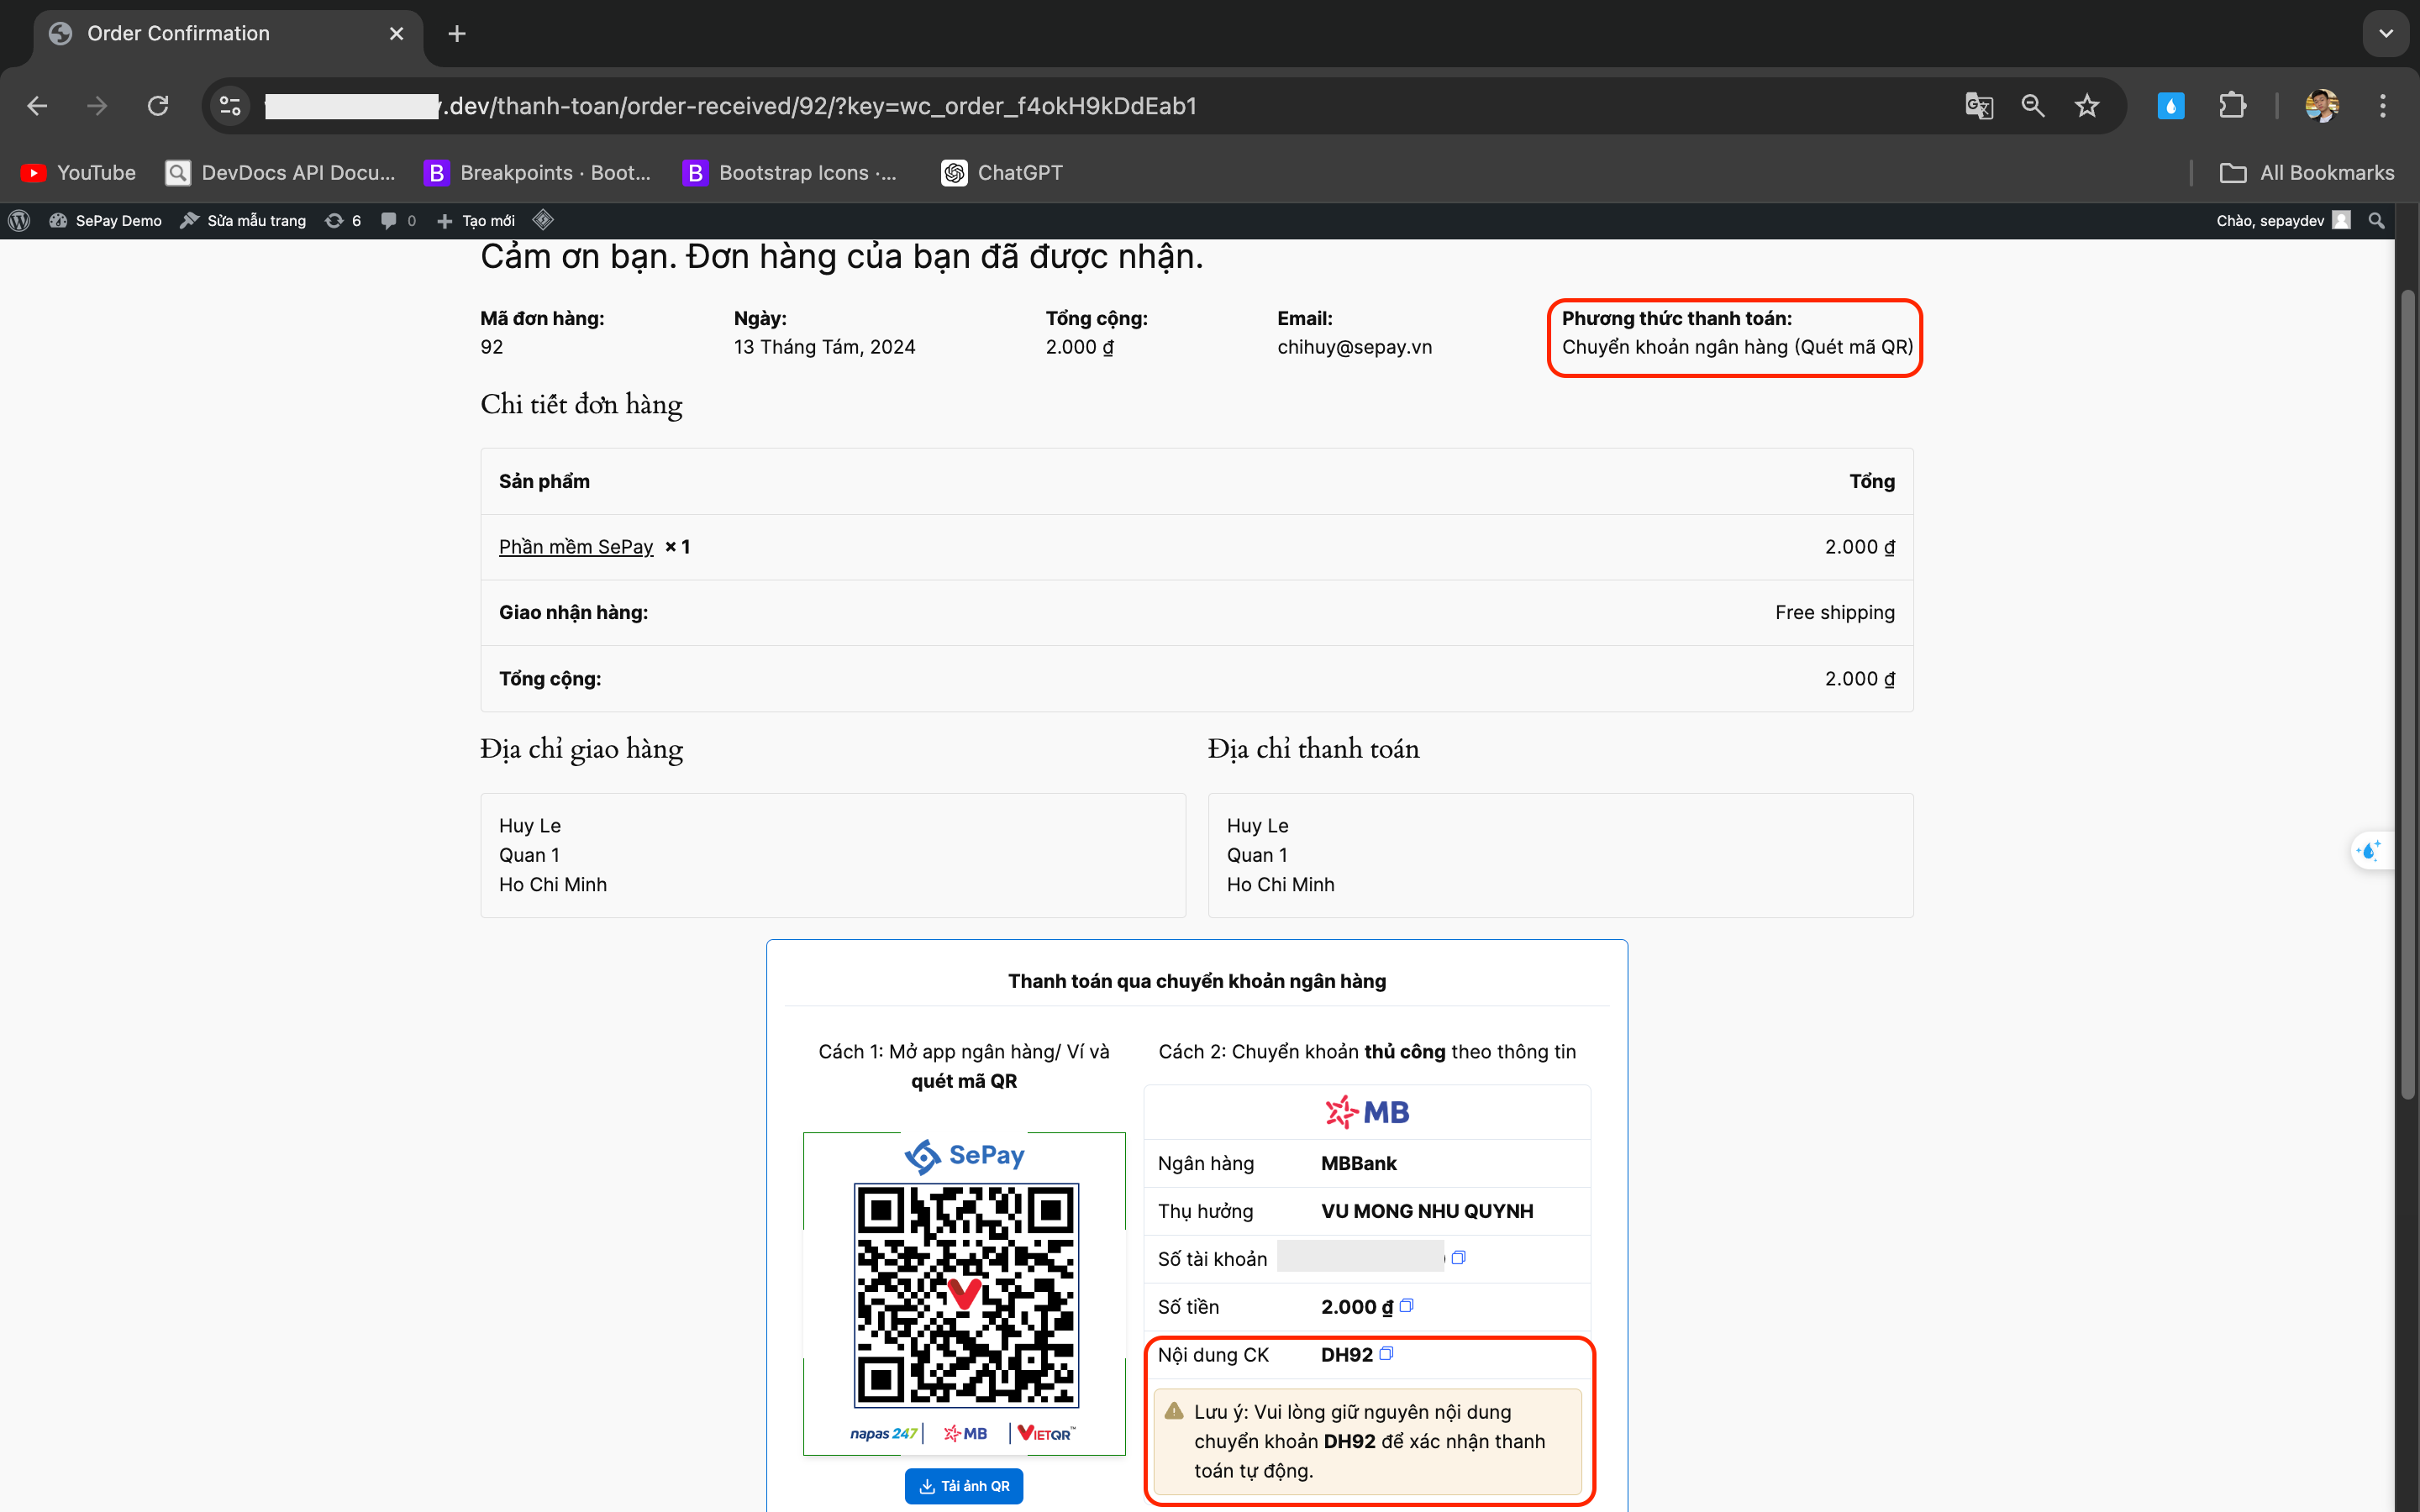 Order Confirmation
.dev/thanh-toan/order-received/92/?key=wc_order_f4okH9kDdEab1
YouTube DevDocs API Docu... Breakpoints · Boot... Bootstrap Icons ·... ChatGPT All Bookmarks
SePay Demo Sửa mẫu trang 6 0 Tạo mới Chào, sepaydev
Cảm ơn bạn. Đơn hàng của bạn đã được nhận.
Mã đơn hàng: Ngày: Tổng cộng: Email: Phương thức thanh toán:
92 13 Tháng Tám, 2024 2.000 ₫ chihuy@sepay.vn Chuyển khoản ngân hàng (Quét mã QR)
Chi tiết đơn hàng
Sản phẩm Tổng
Phần mềm SePay × 1 2.000 ₫
Giao nhận hàng: Free shipping
Tổng cộng: 2.000 ₫
Địa chỉ giao hàng
Huy Le
Quan 1
Ho Chi Minh
Địa chỉ thanh toán
Huy Le
Quan 1
Ho Chi Minh
Thanh toán qua chuyển khoản ngân hàng
Cách 1: Mở app ngân hàng/ Ví và
quét mã QR
SePay
napas 247 MB VIETQR™
Tải ảnh QR
Cách 2: Chuyển khoản thủ công theo thông tin
MB
Ngân hàng MBBank
Thụ hưởng VU MONG NHU QUYNH
Số tài khoản
Số tiền 2.000 ₫
Nội dung CK DH92
Lưu ý: Vui lòng giữ nguyên nội dung
chuyển khoản DH92 để xác nhận thanh
toán tự động.